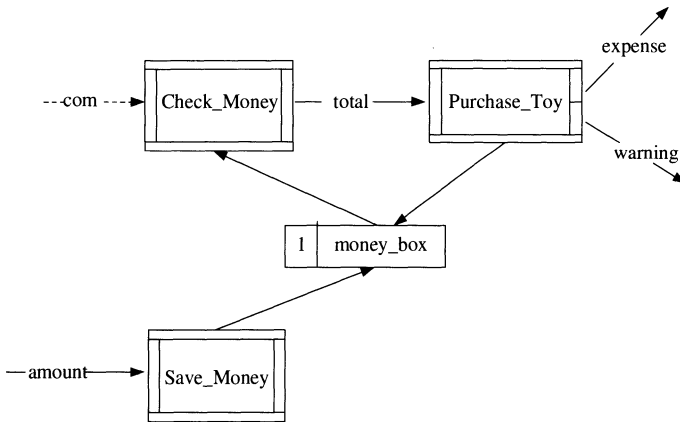 expense
com
Check_Money
total
Purchase_Toy
warning
1
money_box
amount
Save_Money